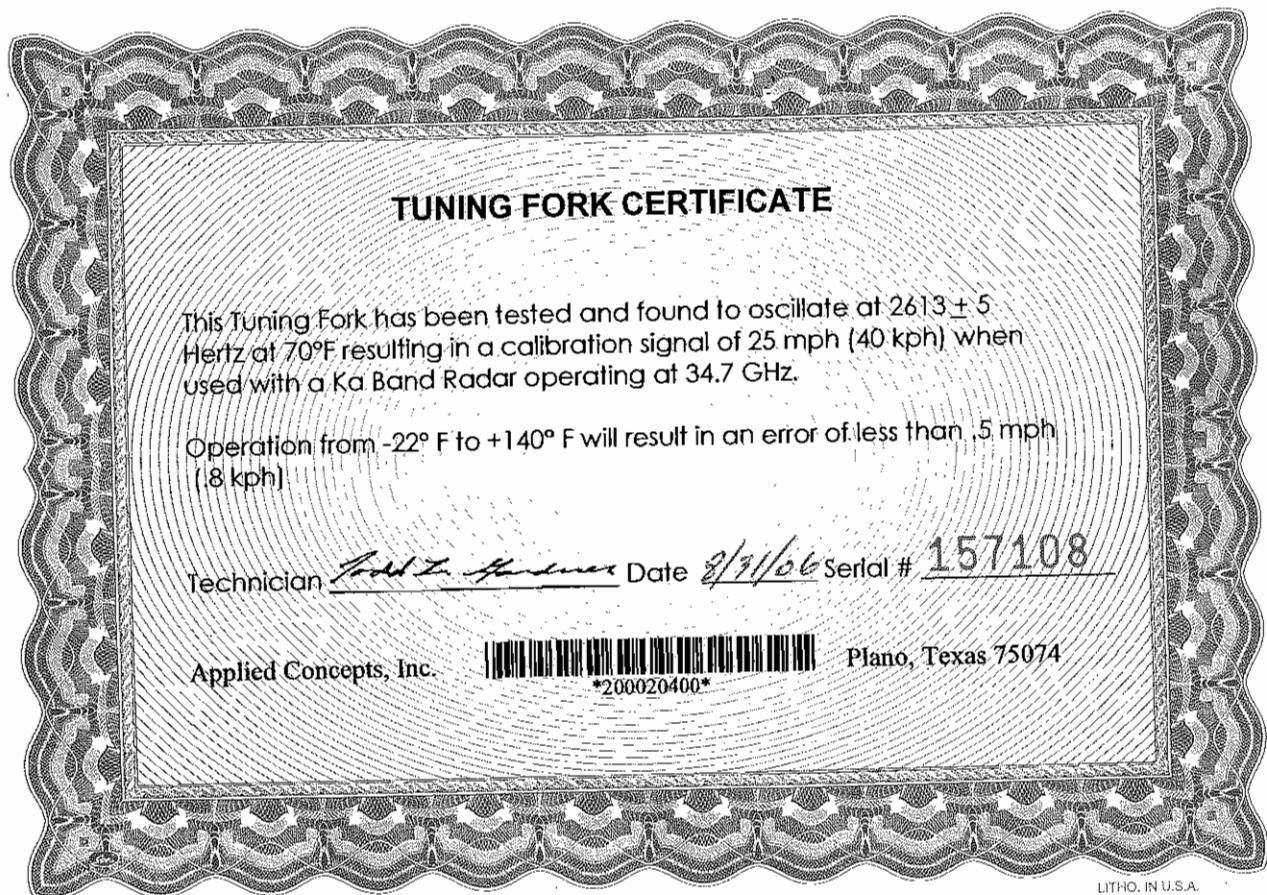 TUNING FORK CERTIFICATE
This Tuning Fork has been tested and found to oscillate at 2613 ± 5
Hertz at 70°F resulting in a calibration signal of 25 mph (40 kph) when
used with a Ka Band Radar operating at 34.7 GHz.
Operation from -22° F to +140° F will result in an error of less than .5 mph
(.8 kph)
Technician Todd L. Gardner Date 8/31/06 Serial # 157108
Applied Concepts, Inc. *200020400* Plano, Texas 75074
LITHO. IN U.S.A.